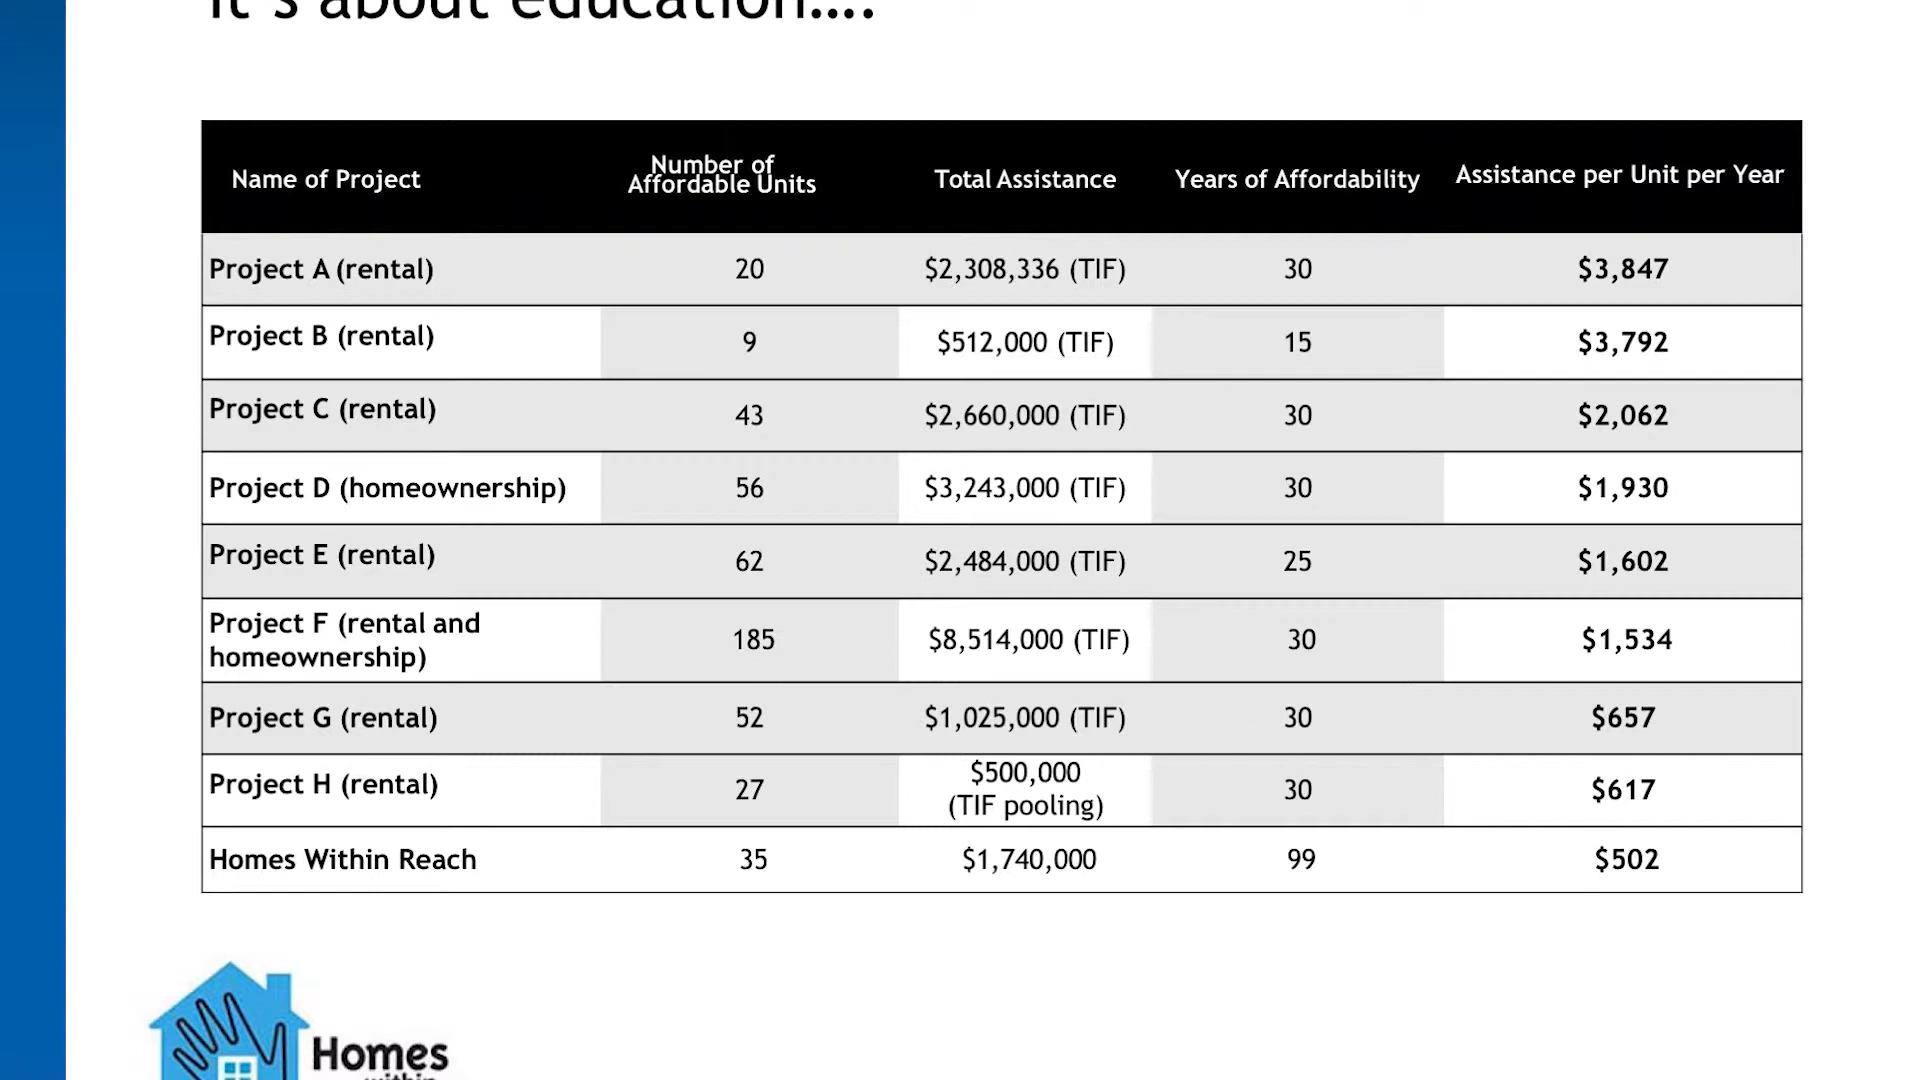 It's about education….
Name of Project Number of Affordable Units Total Assistance Years of Affordability Assistance per Unit per Year
Project A (rental) 20 $2,308,336 (TIF) 30 $3,847
Project B (rental) 9 $512,000 (TIF) 15 $3,792
Project C (rental) 43 $2,660,000 (TIF) 30 $2,062
Project D (homeownership) 56 $3,243,000 (TIF) 30 $1,930
Project E (rental) 62 $2,484,000 (TIF) 25 $1,602
Project F (rental and homeownership) 185 $8,514,000 (TIF) 30 $1,534
Project G (rental) 52 $1,025,000 (TIF) 30 $657
Project H (rental) 27 $500,000 (TIF pooling) 30 $617
Homes Within Reach 35 $1,740,000 99 $502
Homes
within